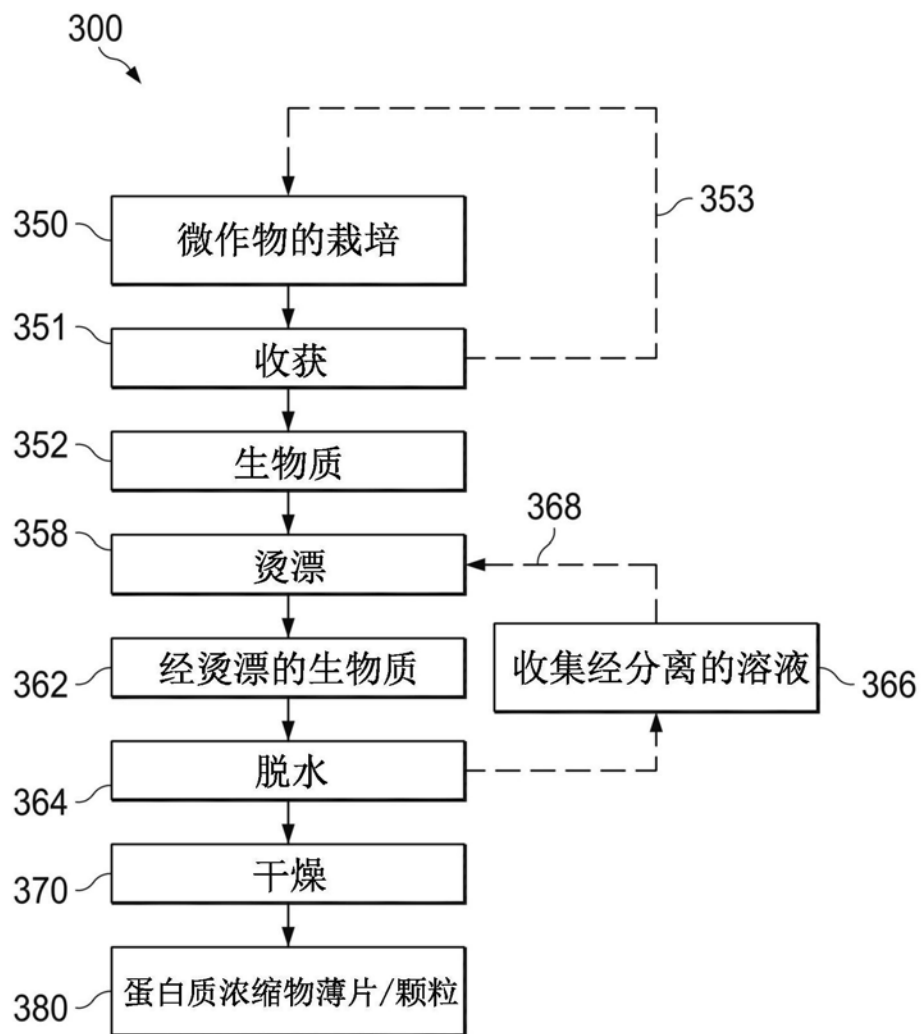 300
350
微作物的栽培
353
351
收获
352
生物质
368
358
烫漂
362
经烫漂的生物质
收集经分离的溶液
366
364
脱水
370
干燥
380
蛋白质浓缩物薄片/颗粒